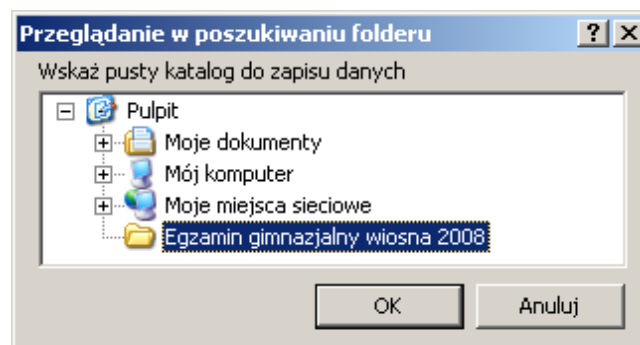 Przeglądanie w poszukiwaniu folderu
Wskaż pusty katalog do zapisu danych
Pulpit
Moje dokumenty
Mój komputer
Moje miejsca sieciowe
Egzamin gimnazjalny wiosna 2008
OK Anuluj